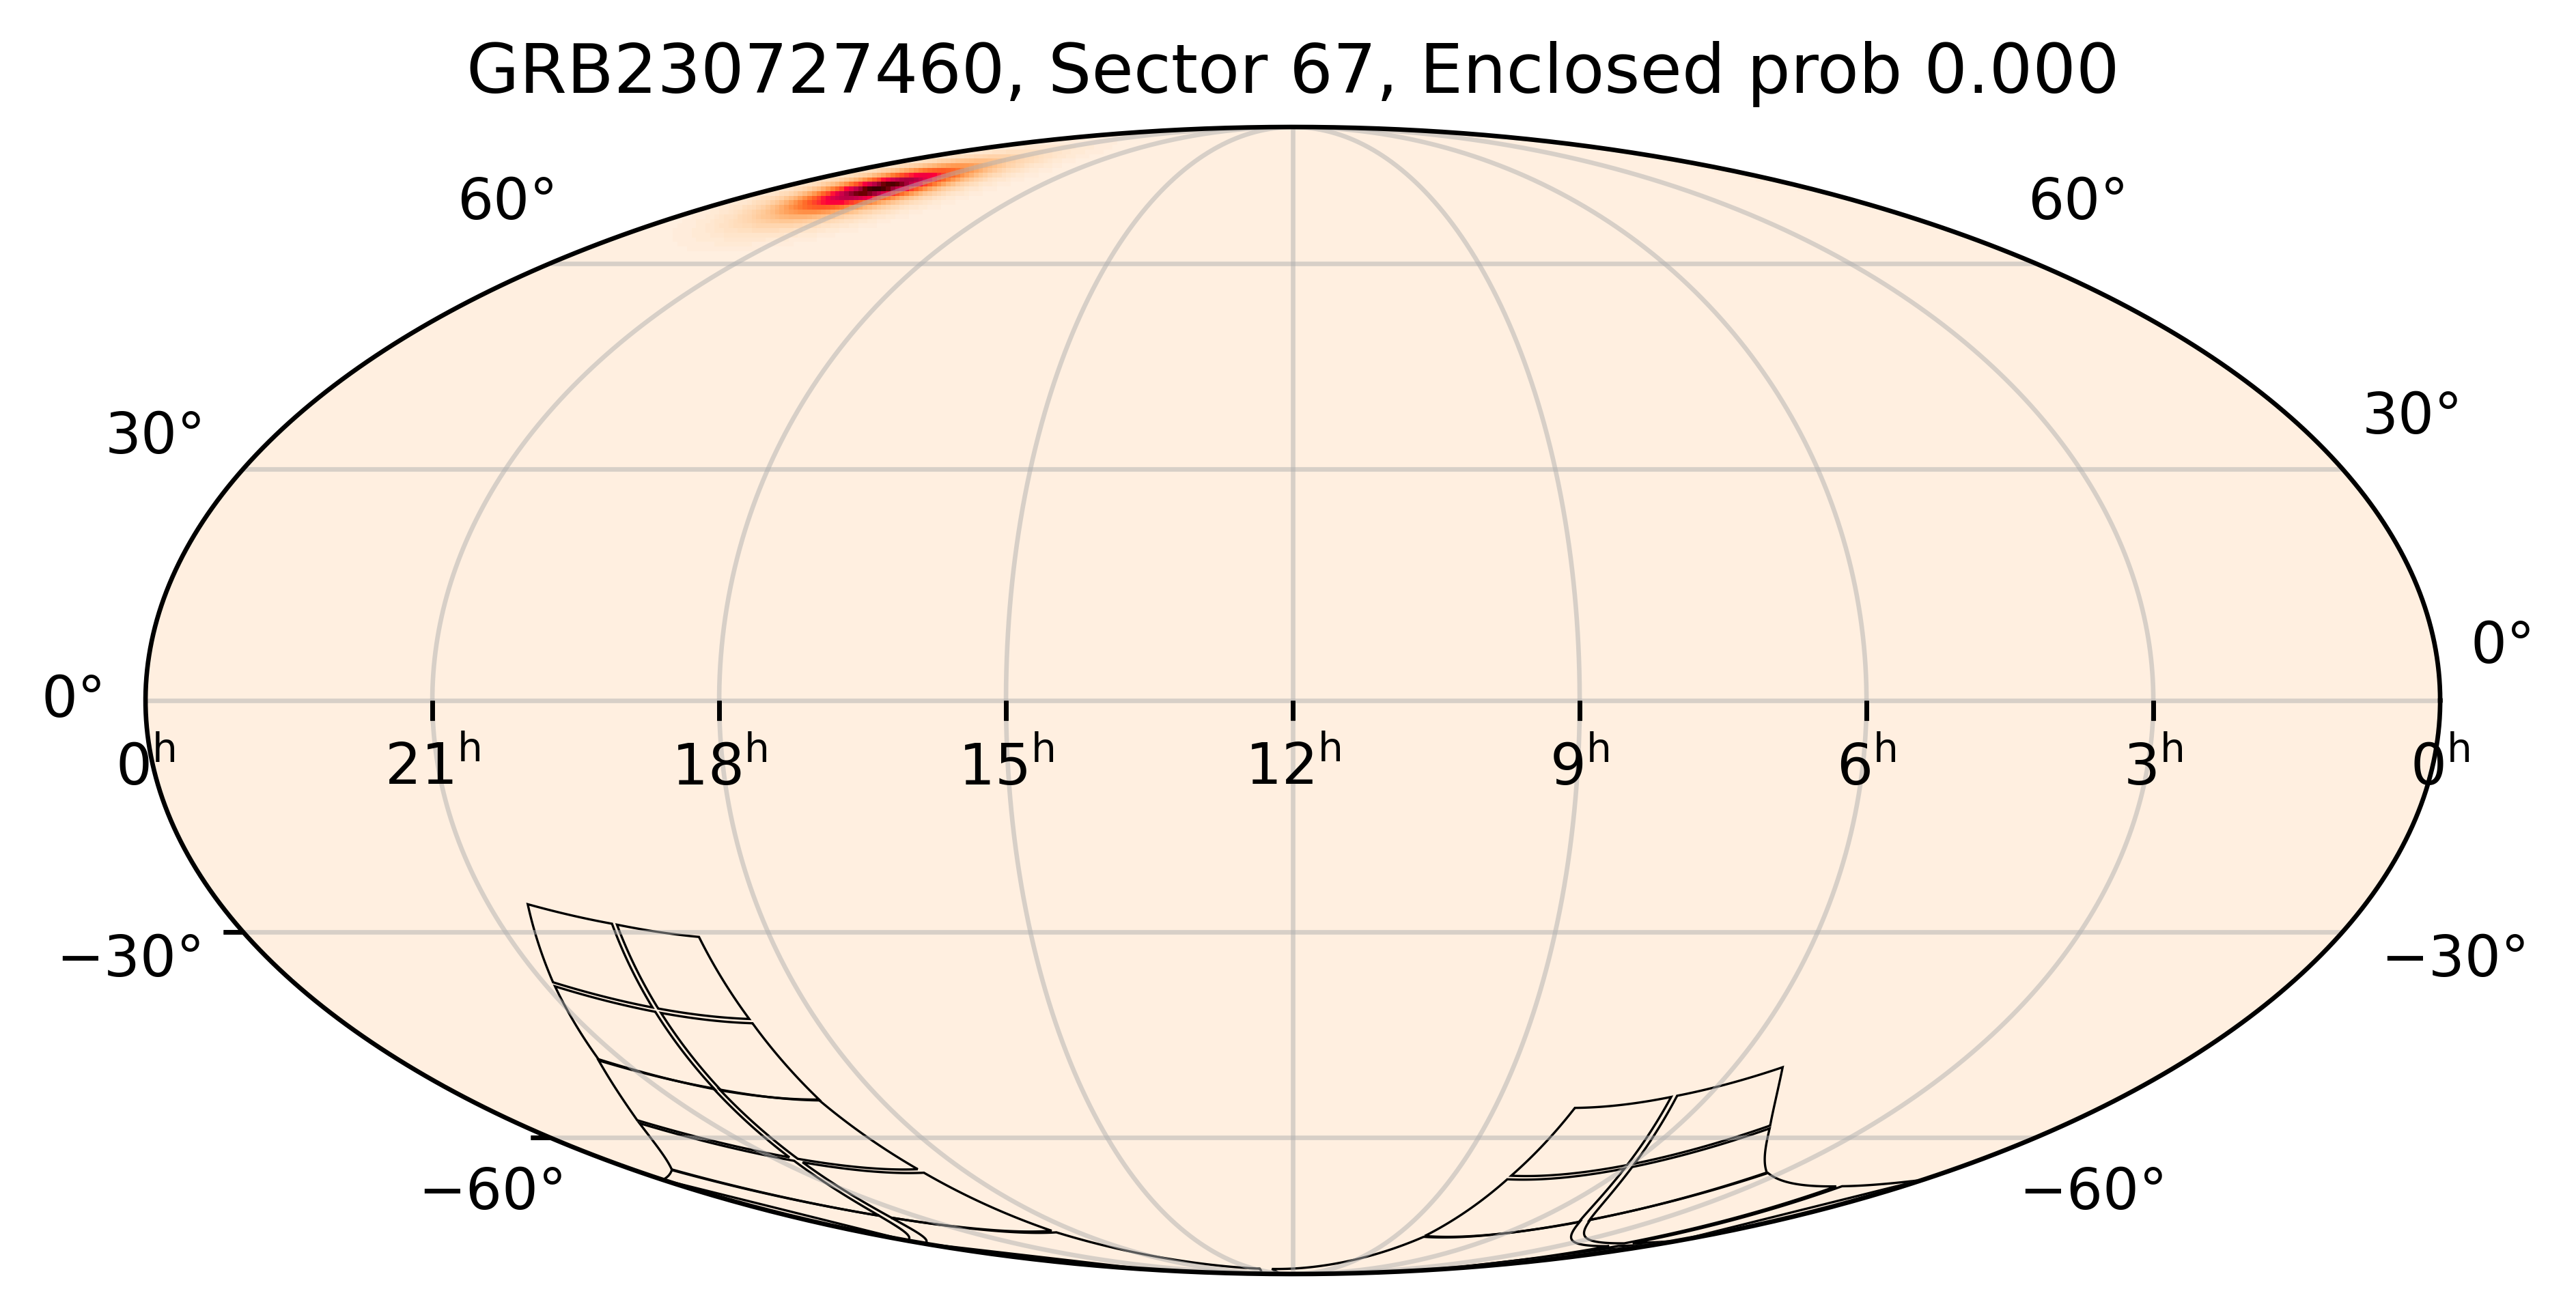 GRB230727460, Sector 67, Enclosed prob 0.000
60° 60°
30° 30°
0° 0°
0h 21h 18h 15h 12h 9h 6h 3h 0h
−30° −30°
−60° −60°